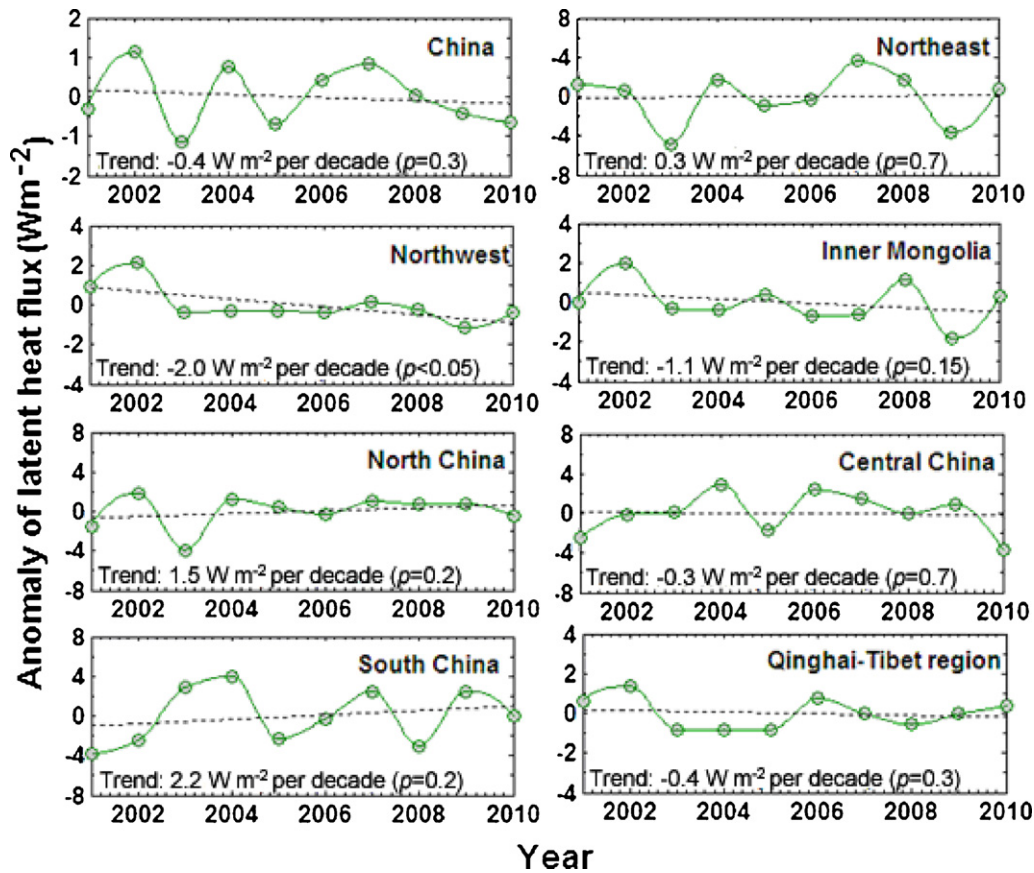 Anomaly of latent heat flux (Wm−2)
2
1
0
-1
-2
China
Trend: -0.4 W m−2 per decade (p=0.3)
2002 2004 2006 2008 2010
8
-4
0
-4
-8
Northeast
Trend: 0.3 W m−2 per decade (p=0.7)
2002 2004 2006 2008 2010
4
2
0
-2
-4
Northwest
Trend: -2.0 W m−2 per decade (p<0.05)
2002 2004 2006 2008 2010
4
2
0
-2
-4
Inner Mongolia
Trend: -1.1 W m−2 per decade (p=0.15)
2002 2004 2006 2008 2010
8
4
0
-4
-8
North China
Trend: 1.5 W m−2 per decade (p=0.2)
2002 2004 2006 2008 2010
8
4
0
-4
-8
Central China
Trend: -0.3 W m−2 per decade (p=0.7)
2002 2004 2006 2008 2010
8
4
0
-4
-8
South China
Trend: 2.2 W m−2 per decade (p=0.2)
2002 2004 2006 2008 2010
4
2
0
-2
-4
Qinghai-Tibet region
Trend: -0.4 W m−2 per decade (p=0.3)
2002 2004 2006 2008 2010
Year